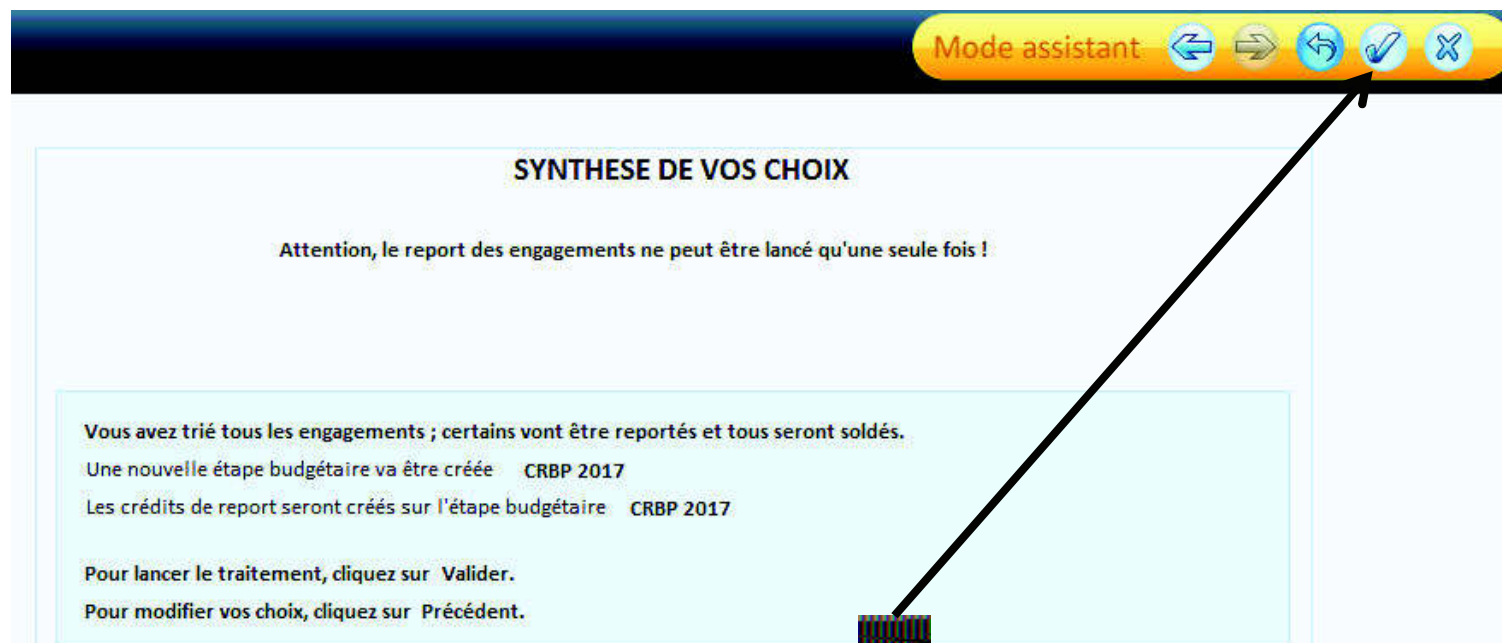 Mode assistant
SYNTHESE DE VOS CHOIX
Attention, le report des engagements ne peut être lancé qu'une seule fois !
Vous avez trié tous les engagements ; certains vont être reportés et tous seront soldés.
Une nouvelle étape budgétaire va être créée CRBP 2017
Les crédits de report seront créés sur l'étape budgétaire CRBP 2017
Pour lancer le traitement, cliquez sur Valider.
Pour modifier vos choix, cliquez sur Précédent.